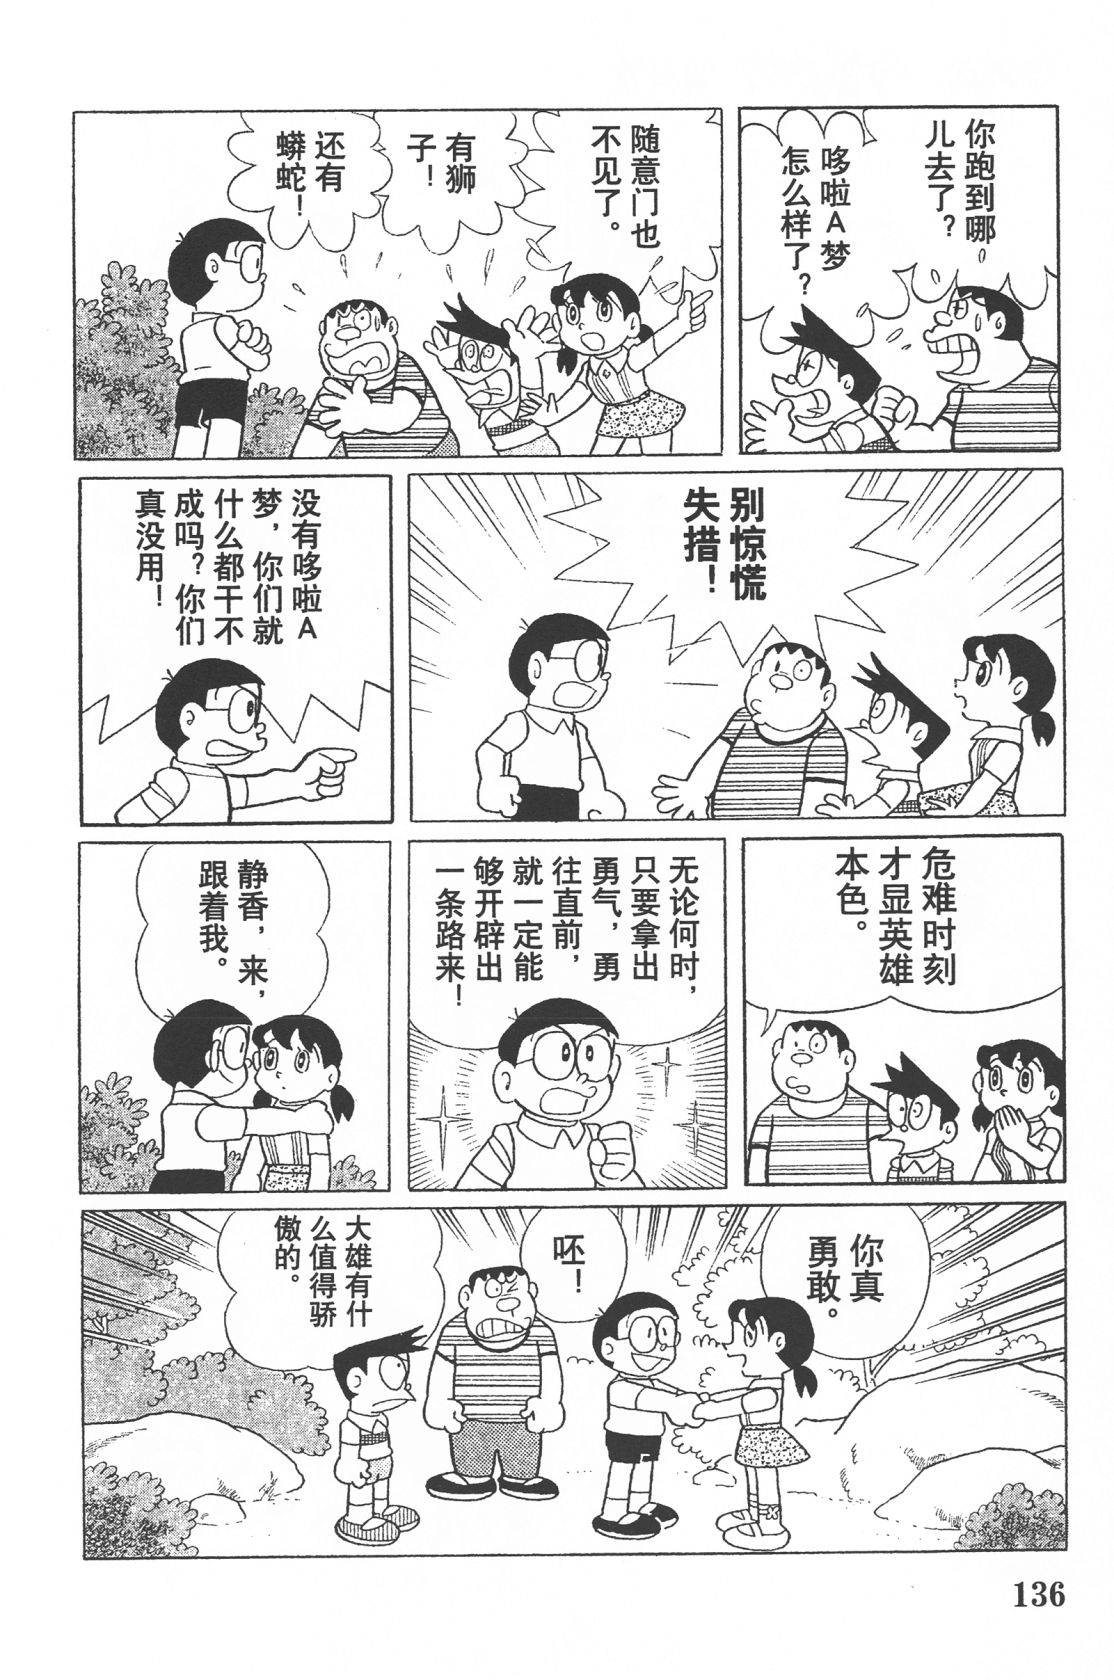 你跑到哪
儿去了？
哆啦A梦
怎么样了？
随意门也
不见了。
有狮
子！
还有
蟒蛇！
别惊慌
失措！
没有哆啦A
梦，你们就
什么都干不
成吗？你们
真没用！
危难时刻
才显英雄
本色。
无论何时，
只要拿出
勇气，勇
往直前，
就一定能
够开辟出
一条路来！
静香，来，
跟着我。
你真
勇敢。
呸！
大雄有什
么值得骄
傲的。
136